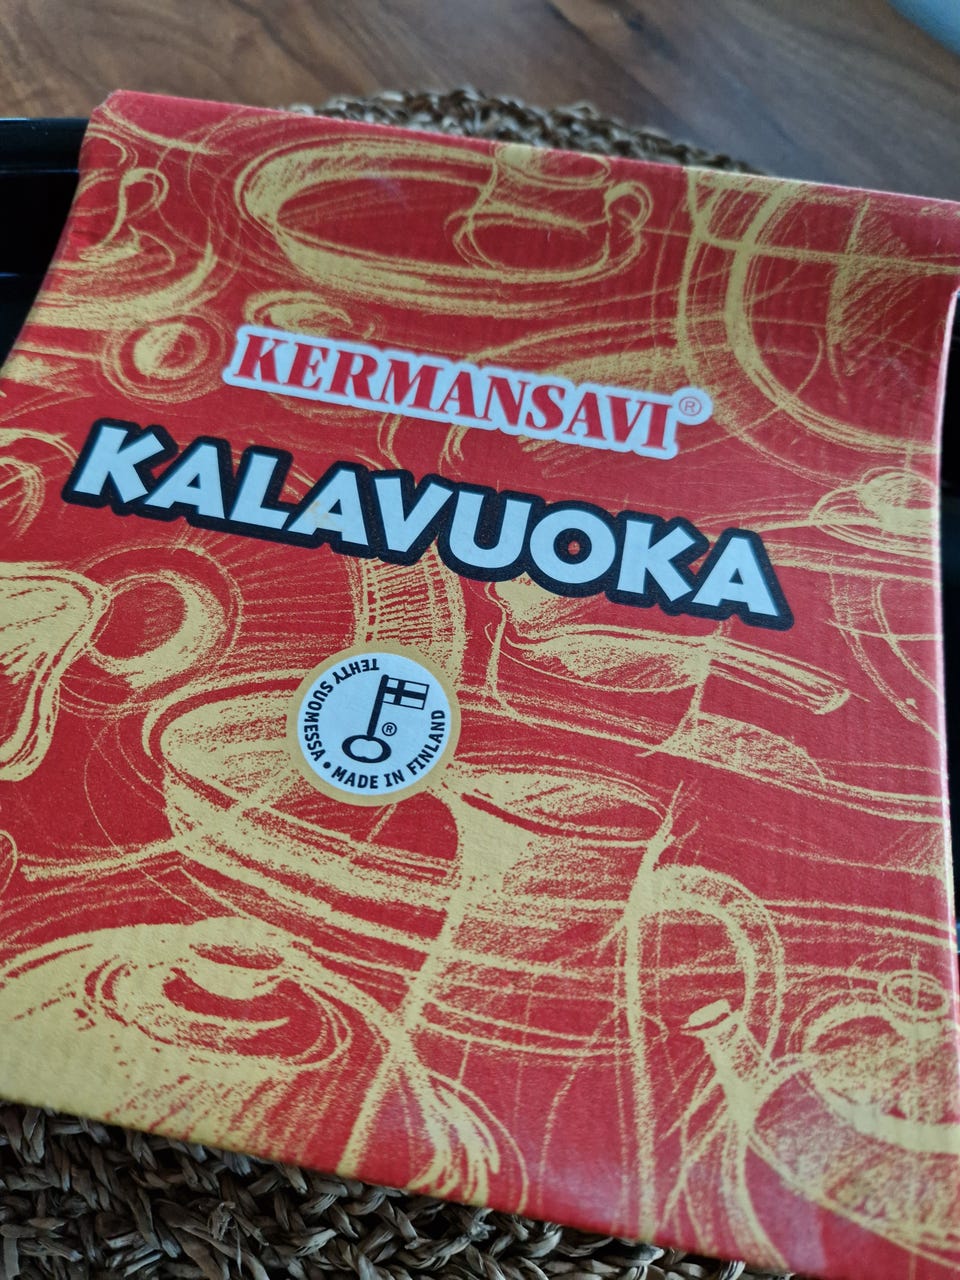 KERMANSAVI®
KALAVUOKA
TEHTY SUOMESSA • MADE IN FINLAND
®